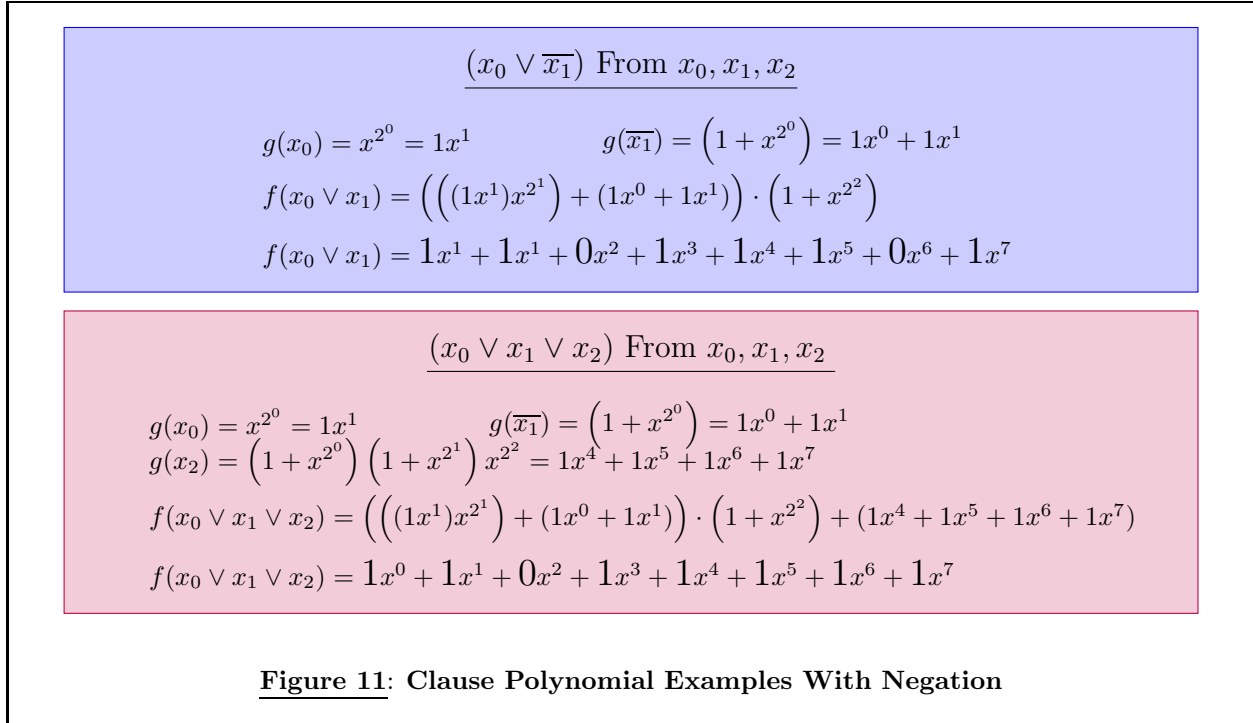 (x_0 ∨ \overline{x_1}) From x_0, x_1, x_2
g(x_0) = x^{2^0} = 1x^1    g(\overline{x_1}) = (1 + x^{2^0}) = 1x^0 + 1x^1
f(x_0 ∨ x_1) = (((1x^1)x^{2^1}) + (1x^0 + 1x^1)) · (1 + x^{2^2})
f(x_0 ∨ x_1) = 1x^1 + 1x^1 + 0x^2 + 1x^3 + 1x^4 + 1x^5 + 0x^6 + 1x^7
(x_0 ∨ x_1 ∨ x_2) From x_0, x_1, x_2
g(x_0) = x^{2^0} = 1x^1    g(\overline{x_1}) = (1 + x^{2^0}) = 1x^0 + 1x^1
g(x_2) = (1 + x^{2^0}) (1 + x^{2^1}) x^{2^2} = 1x^4 + 1x^5 + 1x^6 + 1x^7
f(x_0 ∨ x_1 ∨ x_2) = (((1x^1)x^{2^1}) + (1x^0 + 1x^1)) · (1 + x^{2^2}) + (1x^4 + 1x^5 + 1x^6 + 1x^7)
f(x_0 ∨ x_1 ∨ x_2) = 1x^0 + 1x^1 + 0x^2 + 1x^3 + 1x^4 + 1x^5 + 1x^6 + 1x^7
Figure 11: Clause Polynomial Examples With Negation